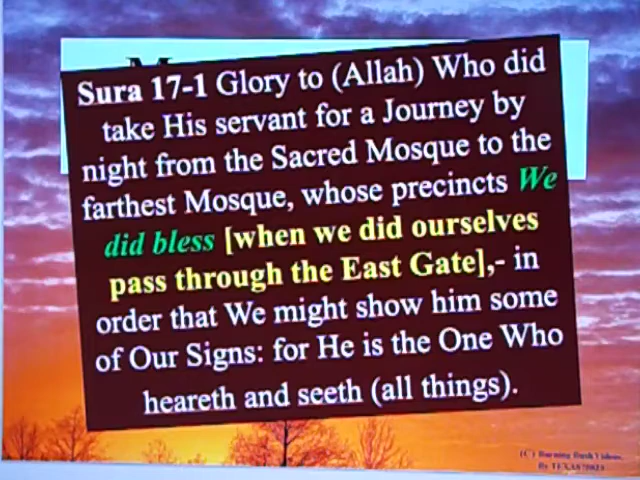 Sura 17-1 Glory to (Allah) Who did
take His servant for a Journey by
night from the Sacred Mosque to the
farthest Mosque, whose precincts We
did bless [when we did ourselves
pass through the East Gate],- in
order that We might show him some
of Our Signs: for He is the One Who
heareth and seeth (all things).
(C) Burning Bush Videos.